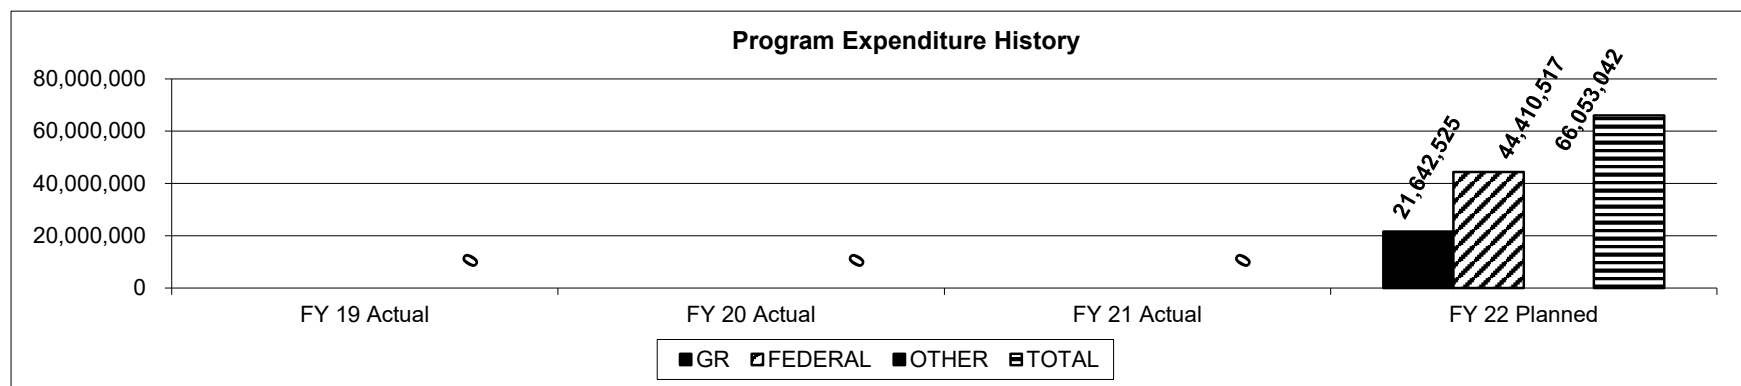 Program Expenditure History
80,000,000
60,000,000
40,000,000
20,000,000
0
0
0
0
21,642,525
44,410,517
66,053,042
FY 19 Actual
FY 20 Actual
FY 21 Actual
FY 22 Planned
GR FEDERAL OTHER TOTAL